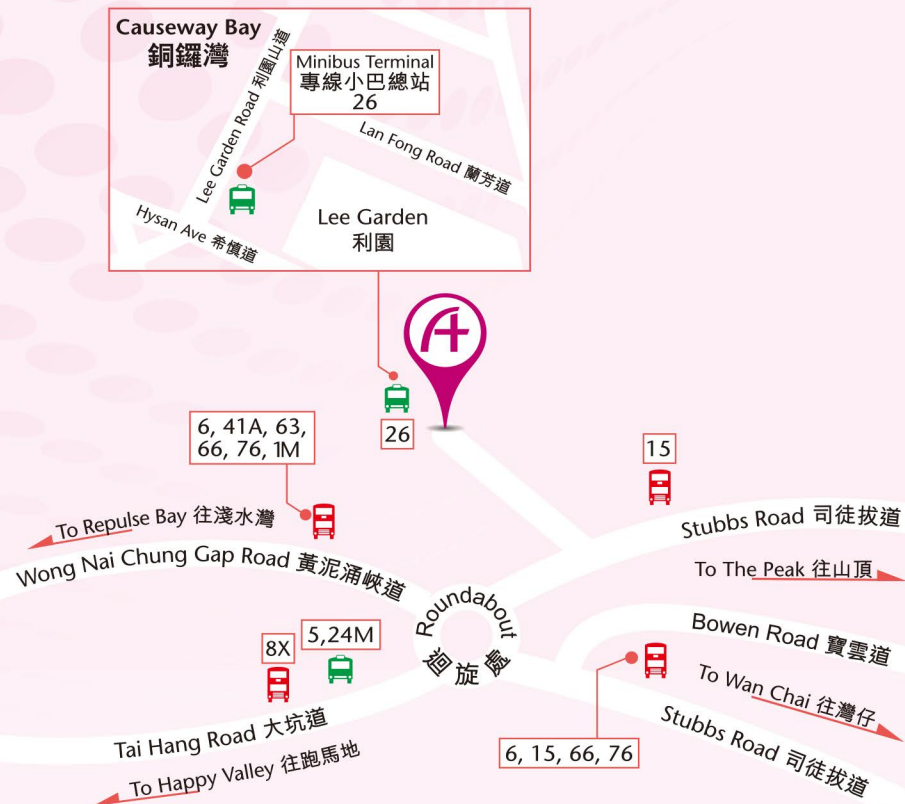 Causeway Bay
銅鑼灣
Lee Garden Road 利園山道
Minibus Terminal
專線小巴總站
26
Lan Fong Road 蘭芳道
Hysan Ave 希慎道
Lee Garden
利園
A+
26
6, 41A, 63,
66, 76, 1M
15
To Repulse Bay 往淺水灣
Wong Nai Chung Gap Road 黃泥涌峽道
Stubbs Road 司徒拔道
To The Peak 往山頂
Roundabout
迴旋處
Bowen Road 寶雲道
8X
5,24M
To Wan Chai 往灣仔
Tai Hang Road 大坑道
Stubbs Road 司徒拔道
To Happy Valley 往跑馬地
6, 15, 66, 76